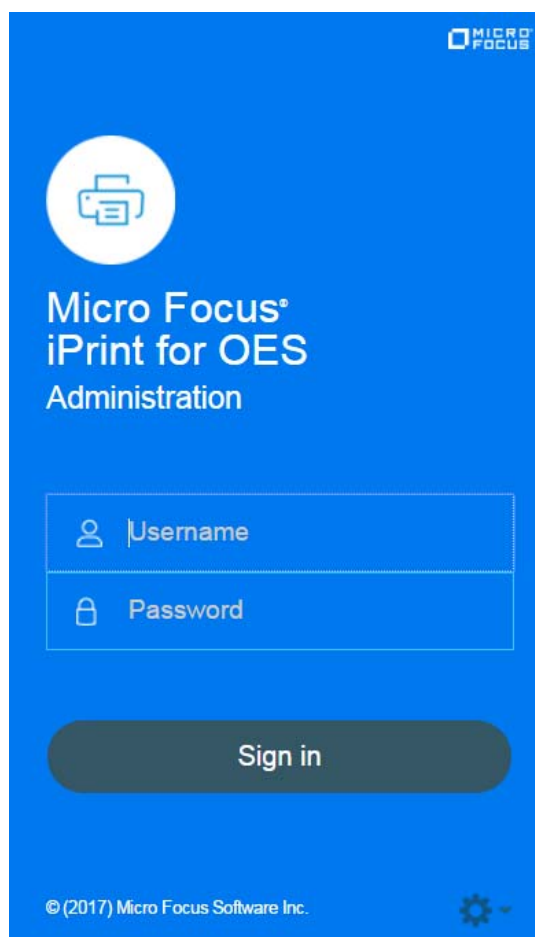 MICRO
FOCUS
Micro Focus®
iPrint for OES
Administration
Username
Password
Sign in
© (2017) Micro Focus Software Inc.